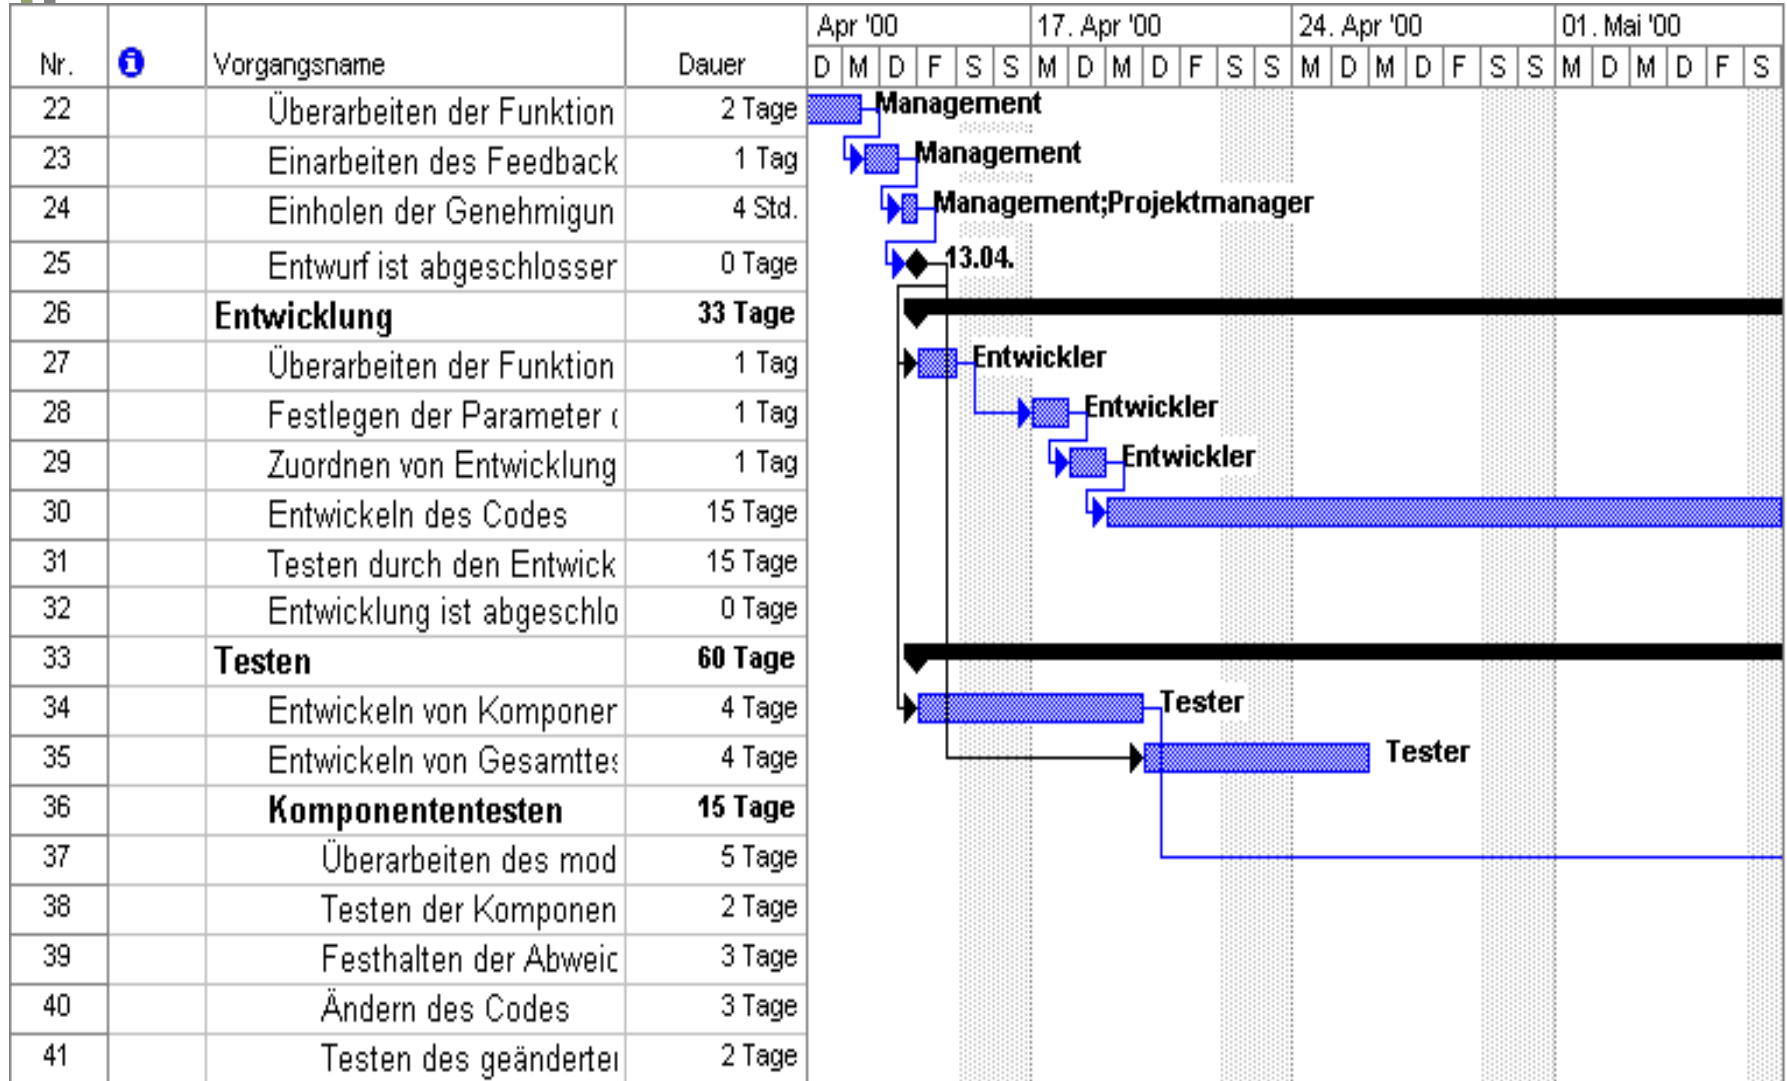 Apr '00 17. Apr '00 24. Apr '00 01. Mai '00
Nr. Vorgangsname Dauer D M D F S S M D M D F S S M D M D F S S M D M D F S
22 Überarbeiten der Funktion 2 Tage Management
23 Einarbeiten des Feedback 1 Tag Management
24 Einholen der Genehmigun 4 Std. Management;Projektmanager
25 Entwurf ist abgeschlosser 0 Tage 13.04.
26 Entwicklung 33 Tage
27 Überarbeiten der Funktion 1 Tag Entwickler
28 Festlegen der Parameter 1 Tag Entwickler
29 Zuordnen von Entwicklung 1 Tag Entwickler
30 Entwickeln des Codes 15 Tage
31 Testen durch den Entwick 15 Tage
32 Entwicklung ist abgeschlo 0 Tage
33 Testen 60 Tage
34 Entwickeln von Komponer 4 Tage Tester
35 Entwickeln von Gesamttes 4 Tage Tester
36 Komponententesten 15 Tage
37 Überarbeiten des mod 5 Tage
38 Testen der Komponen 2 Tage
39 Festhalten der Abweic 3 Tage
40 Ändern des Codes 3 Tage
41 Testen des geänderter 2 Tage